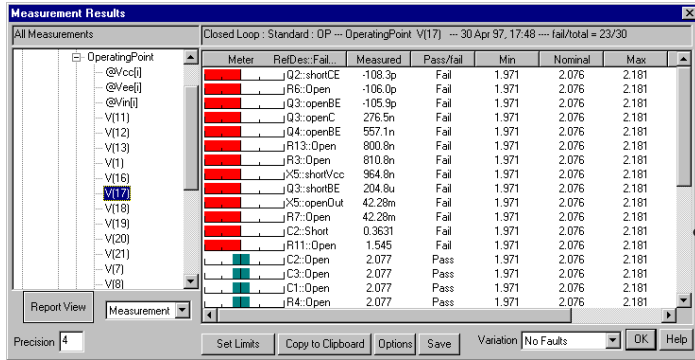 Measurement Results
All Measurements
Closed Loop : Standard : OP --- OperatingPoint V(17) --- 30 Apr 97, 17:48 ---- fail/total = 23/30
OperatingPoint
@Vcc[i]
@Vee[i]
@Vin[i]
V(11)
V(12)
V(13)
V(1)
V(16)
V(17)
V(18)
V(19)
V(20)
V(21)
V(7)
V(8)
Meter RefDes::Fail... Measured Pass/fail Min Nominal Max
Q2::shortCE -108.3p Fail 1.971 2.076 2.181
R6::Open -106.0p Fail 1.971 2.076 2.181
Q3::openBE -105.9p Fail 1.971 2.076 2.181
Q3::openC 276.5n Fail 1.971 2.076 2.181
Q4::openBE 557.1n Fail 1.971 2.076 2.181
R13::Open 800.8n Fail 1.971 2.076 2.181
R3::Open 810.8n Fail 1.971 2.076 2.181
X5::shortVcc 964.8n Fail 1.971 2.076 2.181
Q3::shortBE 204.8u Fail 1.971 2.076 2.181
X5::openOut 42.28m Fail 1.971 2.076 2.181
R7::Open 42.28m Fail 1.971 2.076 2.181
C2::Short 0.3631 Fail 1.971 2.076 2.181
R11::Open 1.545 Fail 1.971 2.076 2.181
C2::Open 2.077 Pass 1.971 2.076 2.181
C3::Open 2.077 Pass 1.971 2.076 2.181
C1::Open 2.077 Pass 1.971 2.076 2.181
R4::Open 2.077 Pass 1.971 2.076 2.181
Report View Measurement
Precision 4 Set Limits Copy to Clipboard Options Save Variation No Faults OK Help